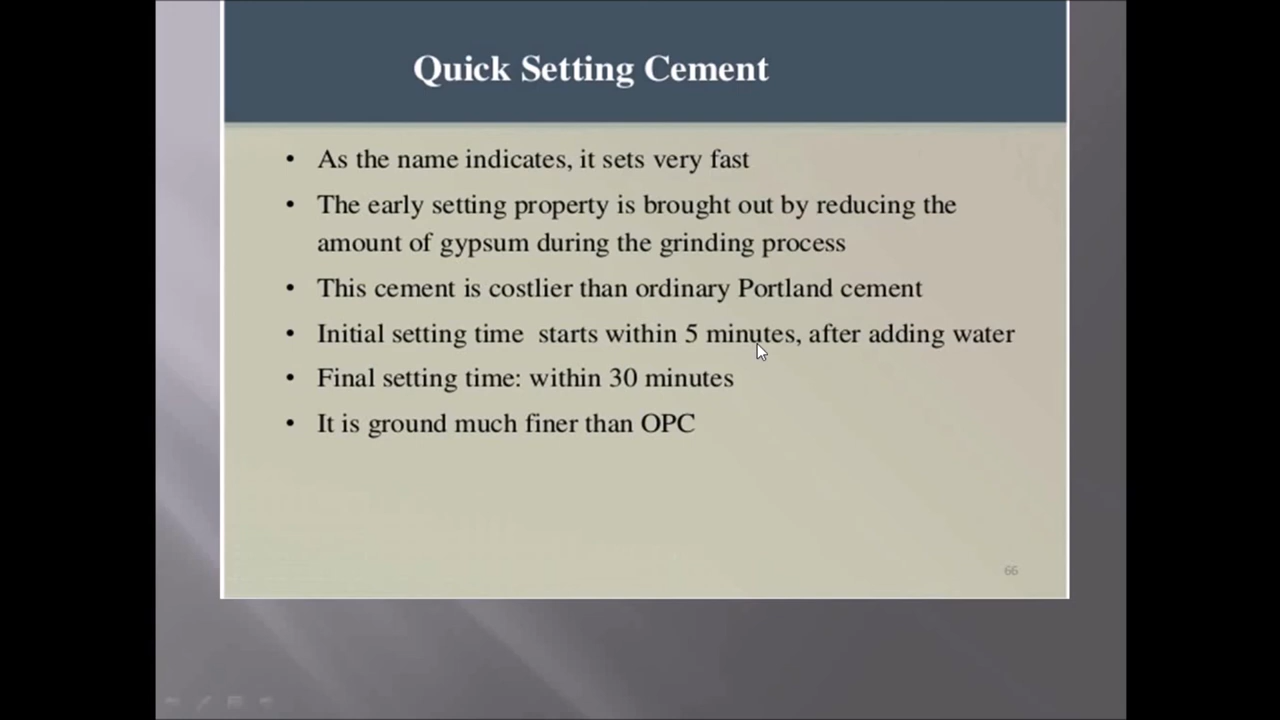 Quick Setting Cement
• As the name indicates, it sets very fast
• The early setting property is brought out by reducing the
amount of gypsum during the grinding process
• This cement is costlier than ordinary Portland cement
• Initial setting time  starts within 5 minutes, after adding water
• Final setting time: within 30 minutes
• It is ground much finer than OPC
66